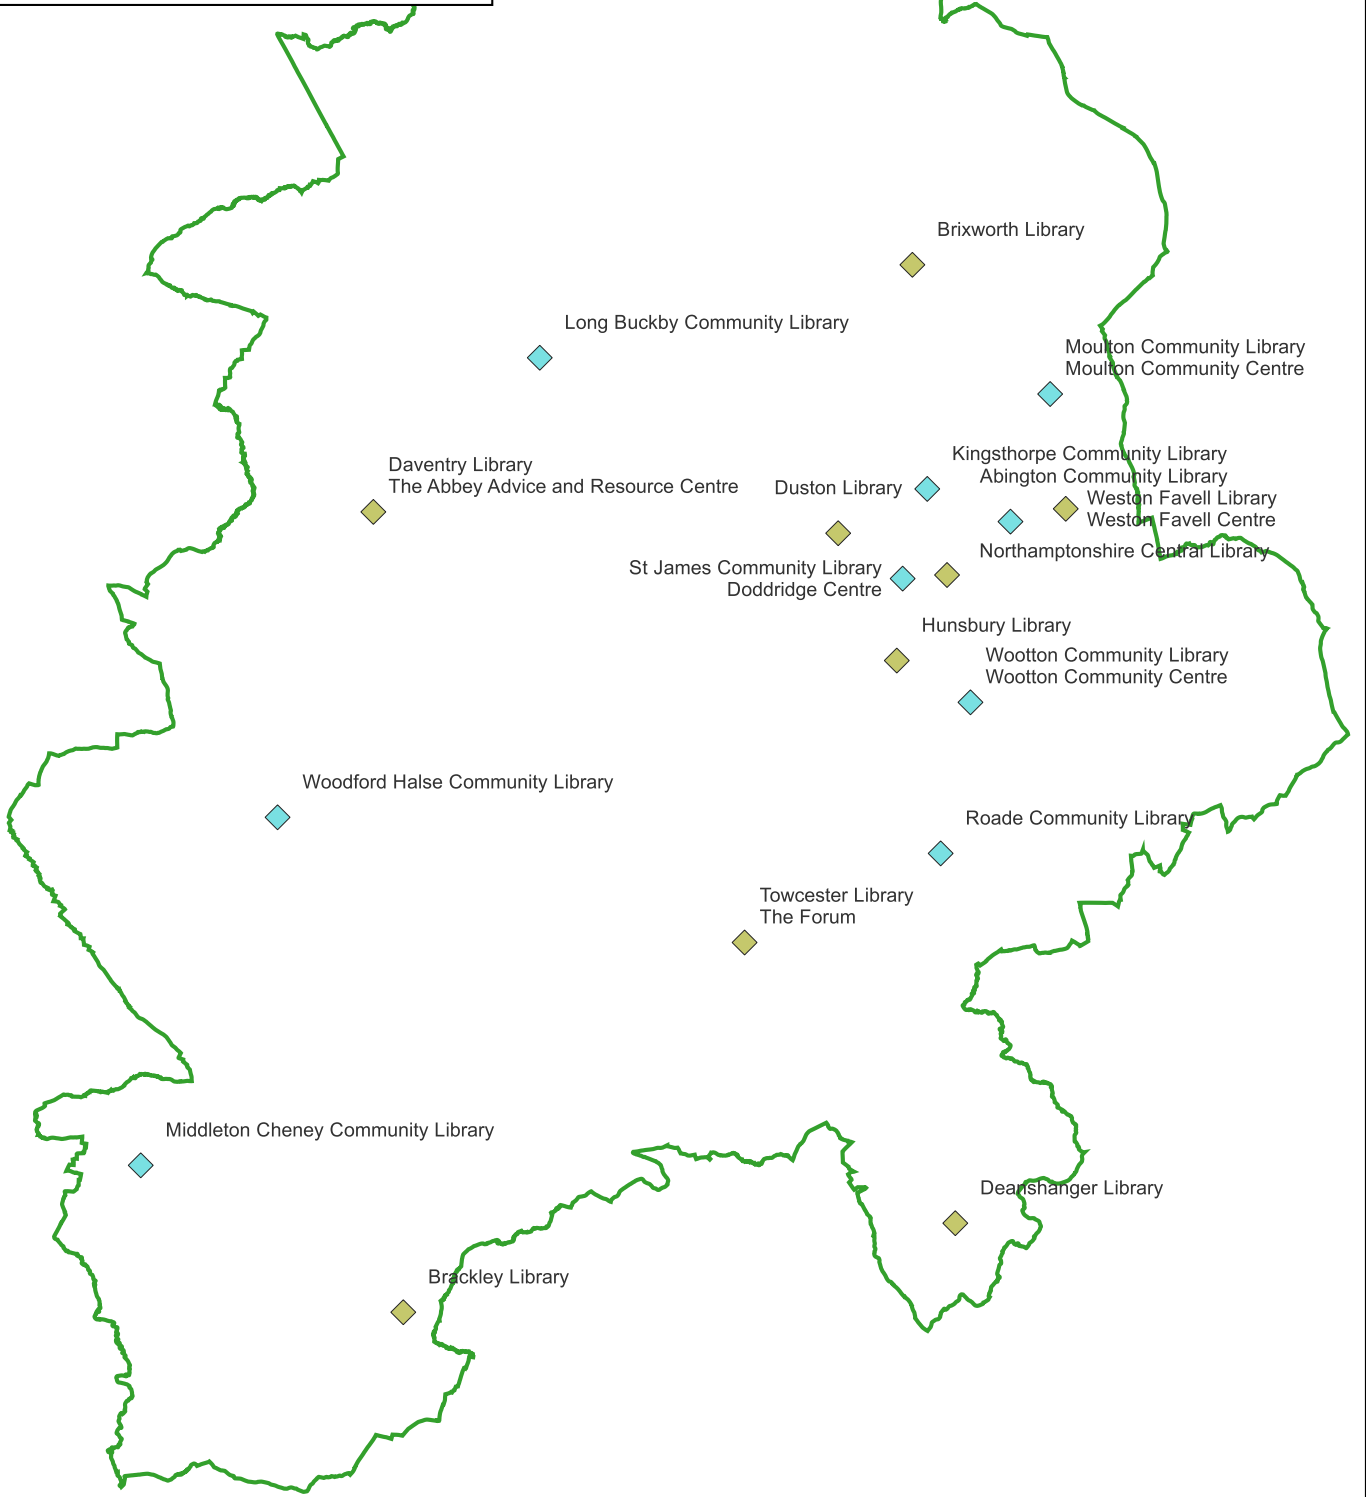 Brixworth Library
Long Buckby Community Library
Moulton Community Library
Moulton Community Centre
Kingsthorpe Community Library
Daventry Library
The Abbey Advice and Resource Centre
Duston Library
Abington Community Library
Weston Favell Library
Weston Favell Centre
Northamptonshire Central Library
St James Community Library
Doddridge Centre
Hunsbury Library
Wootton Community Library
Wootton Community Centre
Woodford Halse Community Library
Roade Community Library
Towcester Library
The Forum
Middleton Cheney Community Library
Deanshanger Library
Brackley Library